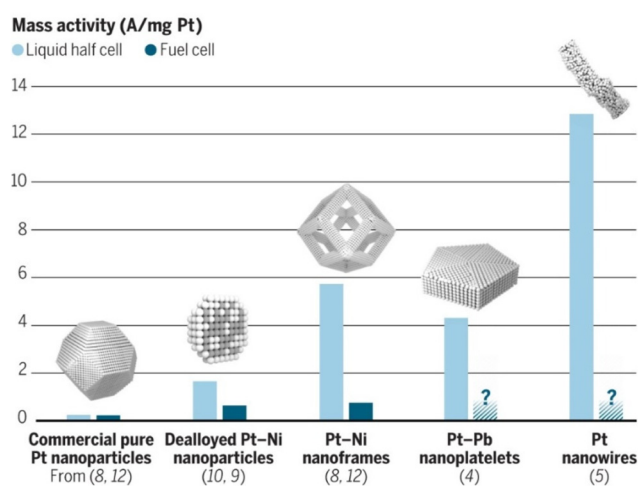 Mass activity (A/mg Pt)
Liquid half cell Fuel cell
14
12
10
8
6
4
2
0
? ?
Commercial pure Pt nanoparticles From (8, 12)
Dealloyed Pt–Ni nanoparticles (10, 9)
Pt–Ni nanoframes (8, 12)
Pt–Pb nanoplatelets (4)
Pt nanowires (5)